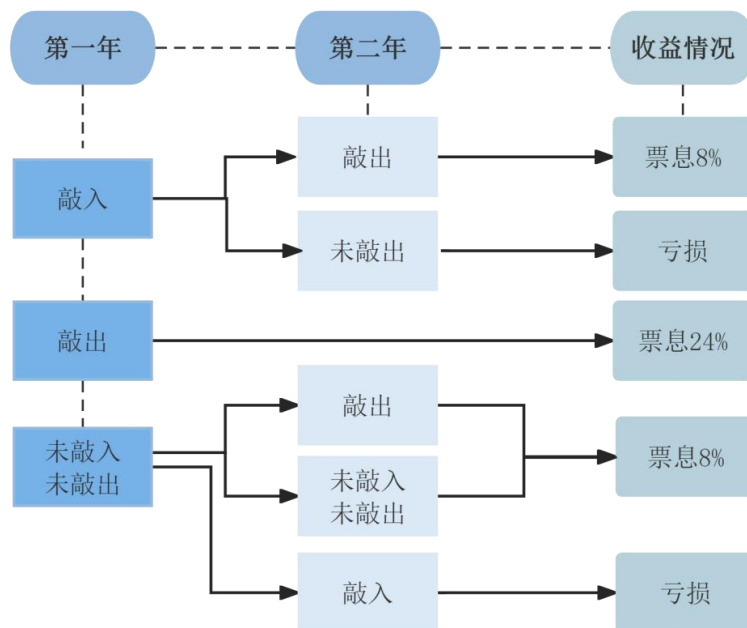 第一年
第二年
收益情况
敲入
敲出
票息8%
未敲出
亏损
敲出
票息24%
未敲入
未敲出
敲出
未敲入
未敲出
票息8%
敲入
亏损